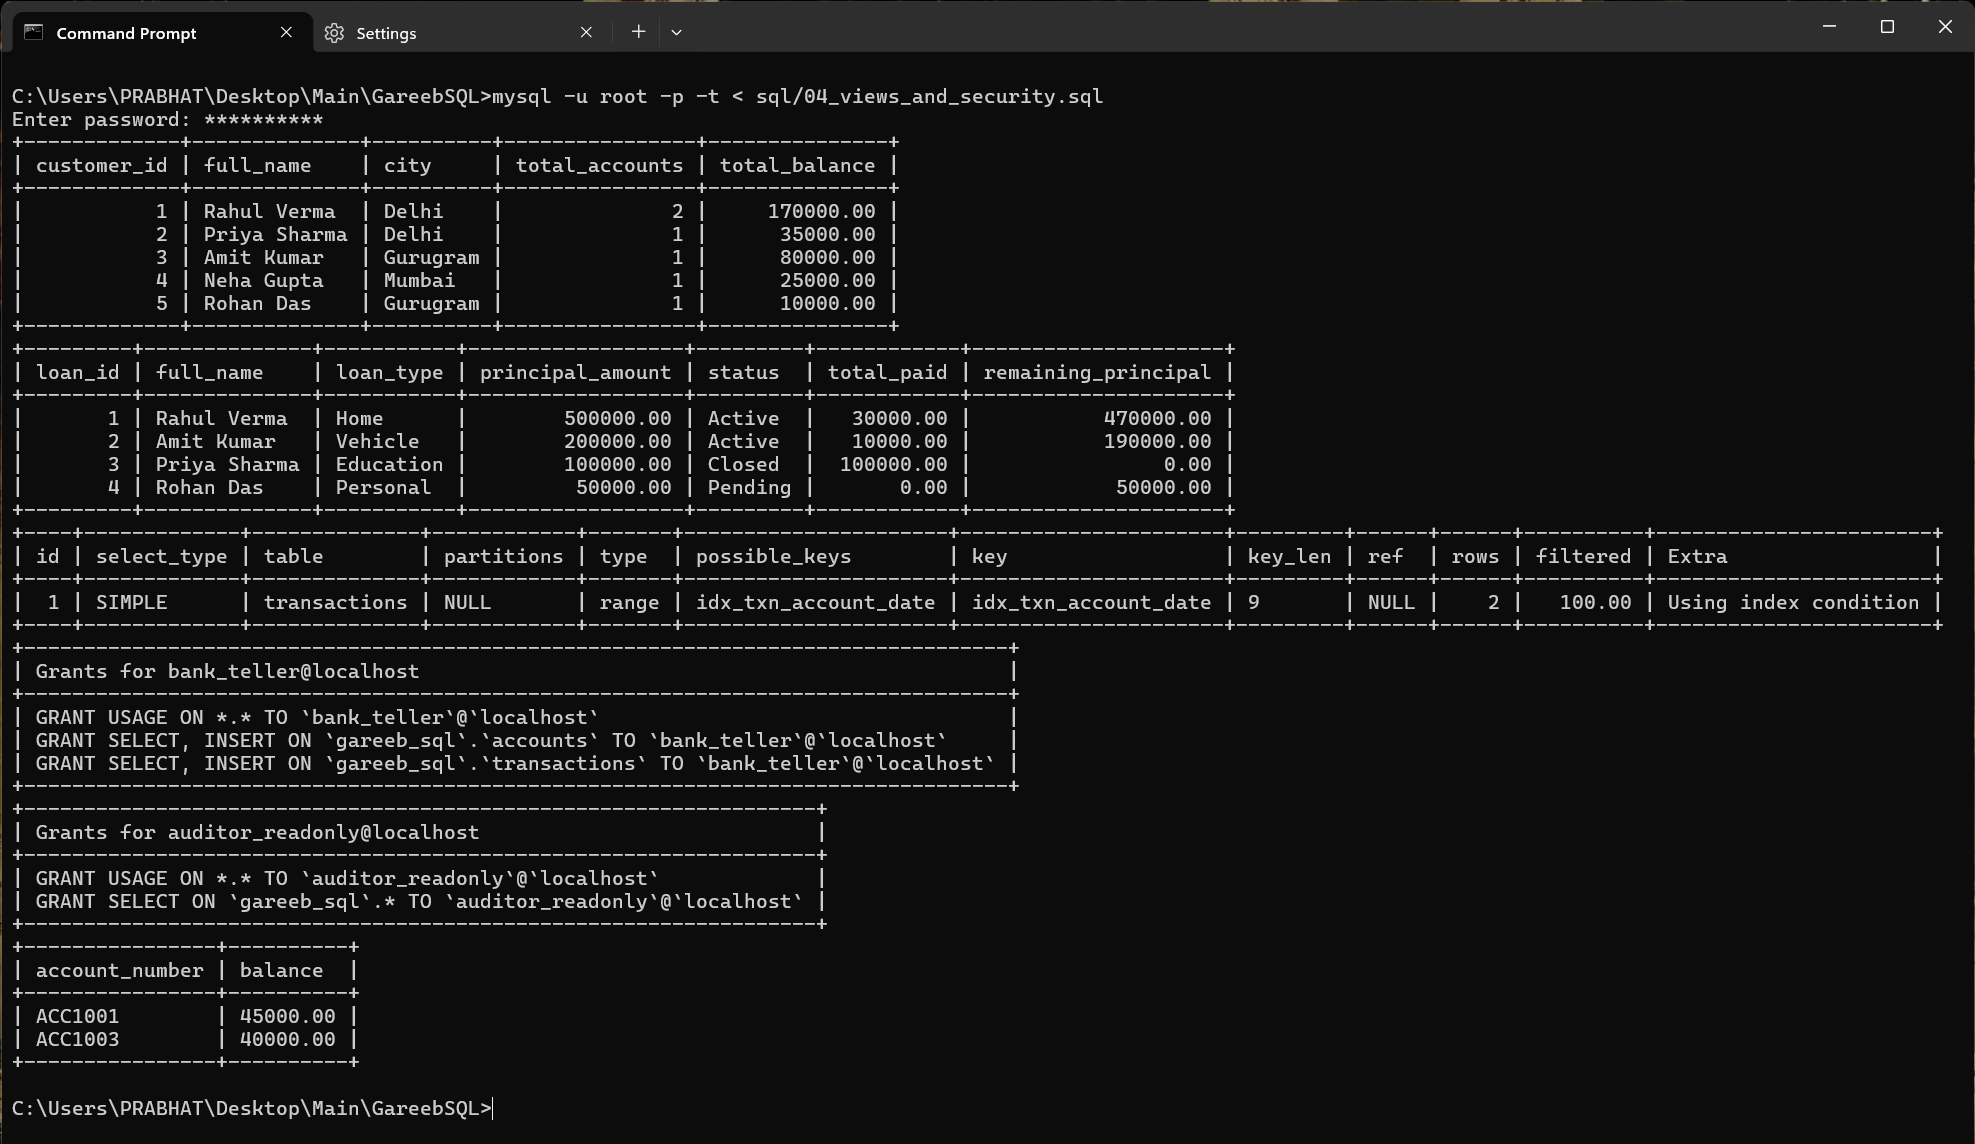 Command Prompt
Settings
C:\Users\PRABHAT\Desktop\Main\GareebSQL>mysql -u root -p -t < sql/04_views_and_security.sql
Enter password: **********
+-------------+--------------+-----------+----------------+---------------+
| customer_id | full_name    | city      | total_accounts | total_balance |
+-------------+--------------+-----------+----------------+---------------+
|           1 | Rahul Verma  | Delhi     |              2 |     170000.00 |
|           2 | Priya Sharma | Delhi     |              1 |      35000.00 |
|           3 | Amit Kumar   | Gurugram  |              1 |      80000.00 |
|           4 | Neha Gupta   | Mumbai    |              1 |      25000.00 |
|           5 | Rohan Das    | Gurugram  |              1 |      10000.00 |
+-------------+--------------+-----------+----------------+---------------+
+---------+--------------+-----------+------------------+---------+------------+---------------------+
| loan_id | full_name    | loan_type | principal_amount | status  | total_paid | remaining_principal |
+---------+--------------+-----------+------------------+---------+------------+---------------------+
|       1 | Rahul Verma  | Home      |        500000.00 | Active  |   30000.00 |           470000.00 |
|       2 | Amit Kumar   | Vehicle   |        200000.00 | Active  |   10000.00 |           190000.00 |
|       3 | Priya Sharma | Education |        100000.00 | Closed  |  100000.00 |                0.00 |
|       4 | Rohan Das    | Personal  |         50000.00 | Pending |       0.00 |            50000.00 |
+---------+--------------+-----------+------------------+---------+------------+---------------------+
+----+-------------+--------------+------------+-------+----------------------+----------------------+---------+------+------+----------+-----------------------+
| id | select_type | table        | partitions | type  | possible_keys        | key                  | key_len | ref  | rows | filtered | Extra                 |
+----+-------------+--------------+------------+-------+----------------------+----------------------+---------+------+------+----------+-----------------------+
|  1 | SIMPLE      | transactions | NULL       | range | idx_txn_account_date | idx_txn_account_date | 9       | NULL |    2 |   100.00 | Using index condition |
+----+-------------+--------------+------------+-------+----------------------+----------------------+---------+------+------+----------+-----------------------+
+----------------------------------------------------------------------------------+
| Grants for bank_teller@localhost                                                 |
+----------------------------------------------------------------------------------+
| GRANT USAGE ON *.* TO `bank_teller`@`localhost`                                  |
| GRANT SELECT, INSERT ON `gareeb_sql`.`accounts` TO `bank_teller`@`localhost`     |
| GRANT SELECT, INSERT ON `gareeb_sql`.`transactions` TO `bank_teller`@`localhost` |
+----------------------------------------------------------------------------------+
+------------------------------------------------------------------+
| Grants for auditor_readonly@localhost                            |
+------------------------------------------------------------------+
| GRANT USAGE ON *.* TO `auditor_readonly`@`localhost`             |
| GRANT SELECT ON `gareeb_sql`.* TO `auditor_readonly`@`localhost` |
+------------------------------------------------------------------+
+----------------+----------+
| account_number | balance  |
+----------------+----------+
| ACC1001        | 45000.00 |
| ACC1003        | 40000.00 |
+----------------+----------+
C:\Users\PRABHAT\Desktop\Main\GareebSQL>